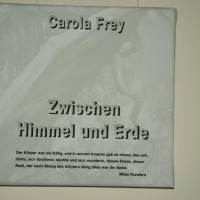 Carola Frey
Zwischen
Himmel und Erde
Der Körper war ein Käfig, und in seinem Inneren gab es etwas, das sah,
hörte, sich fürchtete, dachte und sich wunderte, dieses Etwas, dieser
Rest, der nach Abzug des Körpers übrig blieb war die Seele.
Milan Kundera